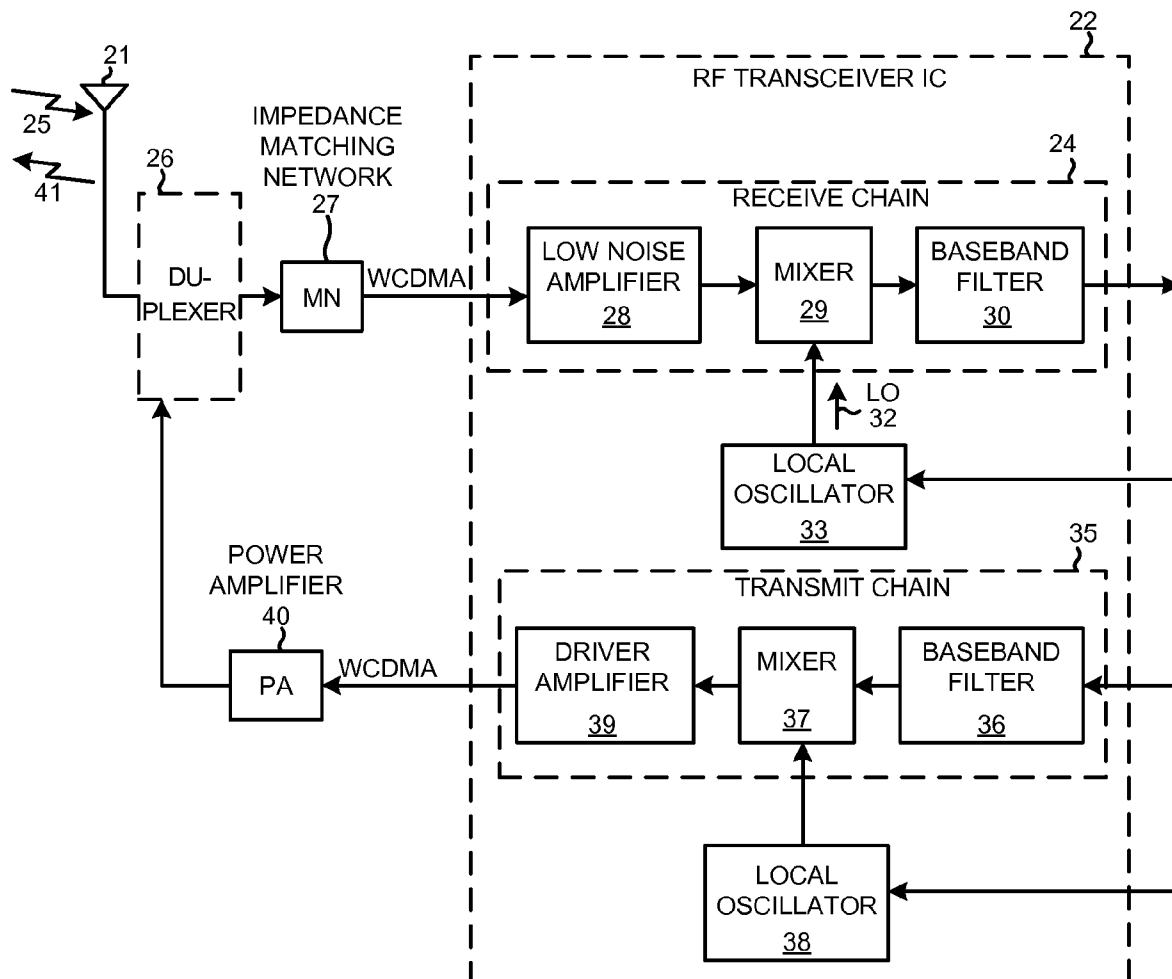 21
25
41
26
DU-
PLEXER
IMPEDANCE
MATCHING
NETWORK
27
MN
WCDMA
22
RF TRANSCEIVER IC
24
RECEIVE CHAIN
LOW NOISE
AMPLIFIER
28
MIXER
29
BASEBAND
FILTER
30
LO
32
LOCAL
OSCILLATOR
33
35
TRANSMIT CHAIN
POWER
AMPLIFIER
40
PA
WCDMA
DRIVER
AMPLIFIER
39
MIXER
37
BASEBAND
FILTER
36
LOCAL
OSCILLATOR
38